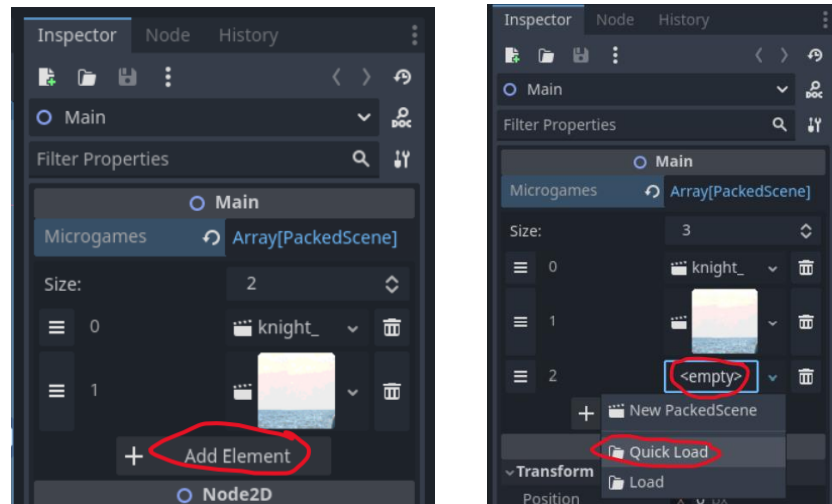 Inspector Node History
Main
DOC
Filter Properties
Main
Microgames Array[PackedScene]
Size: 2
0 knight_
1
+ Add Element
Node2D
Inspector Node History
Main
DOC
Filter Properties
Main
Microgames Array[PackedScene]
Size: 3
0 knight_
1
2 <empty>
+
New PackedScene
Quick Load
Transform
Load
Position